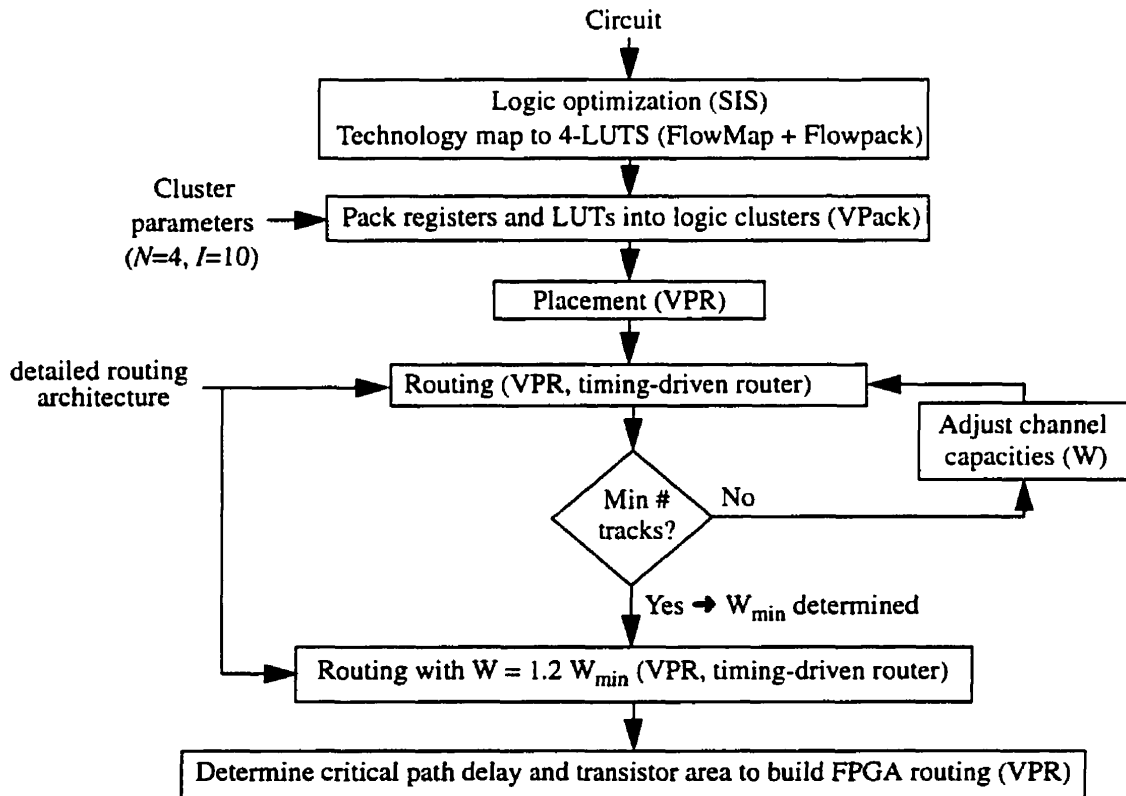 Circuit
Logic optimization (SIS)
Technology map to 4-LUTS (FlowMap + Flowpack)
Cluster
parameters
(N=4, I=10)
Pack registers and LUTs into logic clusters (VPack)
Placement (VPR)
detailed routing
architecture
Routing (VPR, timing-driven router)
Adjust channel
capacities (W)
Min #
tracks?
No
Yes ➔ Wmin determined
Routing with W = 1.2 Wmin (VPR, timing-driven router)
Determine critical path delay and transistor area to build FPGA routing (VPR)